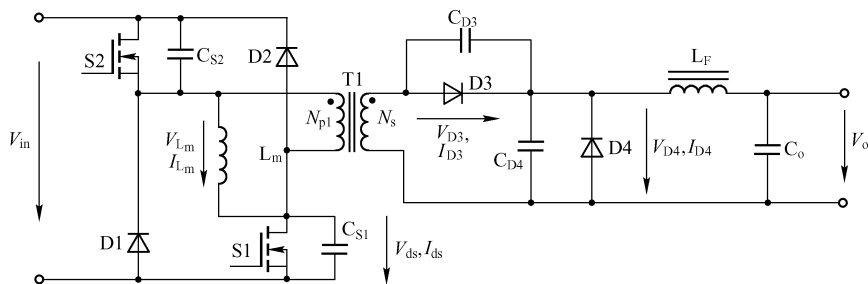 S2
C_S2
D2
T1
C_D3
D3
L_F
V_in
V_Lm
I_Lm
L_m
N_p1
N_s
V_D3,
I_D3
C_D4
D4
V_D4, I_D4
C_o
V_o
D1
S1
C_S1
V_ds, I_ds